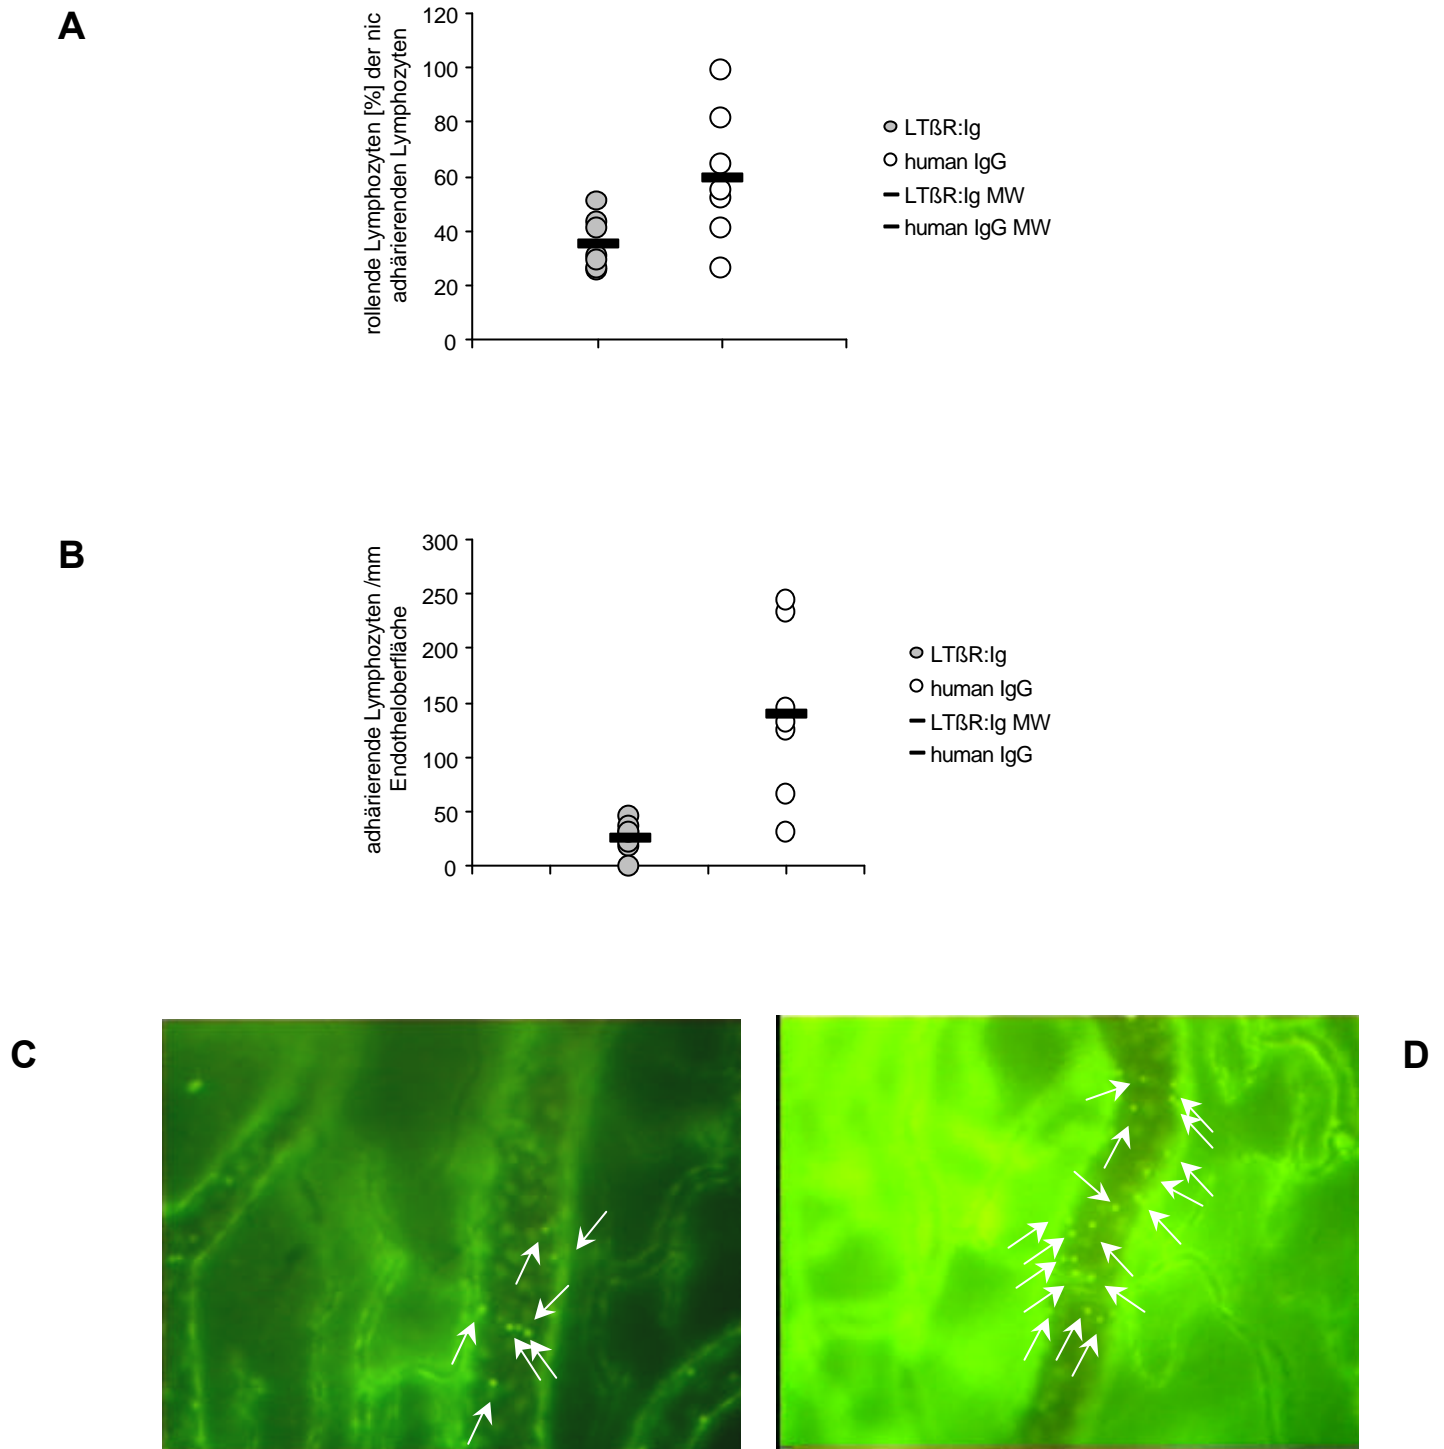 A
rollende Lymphozyten [%] der nic
adhärierenden Lymphozyten
120
100
80
60
40
20
0
LTßR:Ig
human IgG
LTßR:Ig MW
human IgG MW
B
adhärierende Lymphozyten /mm
Endotheloberfläche
300
250
200
150
100
50
0
LTßR:Ig
human IgG
LTßR:Ig MW
human IgG
C
D